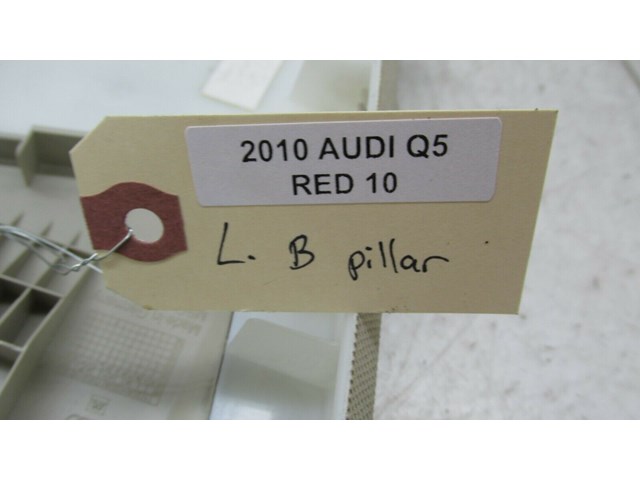 2010 AUDI Q5
RED 10
L. B pillar